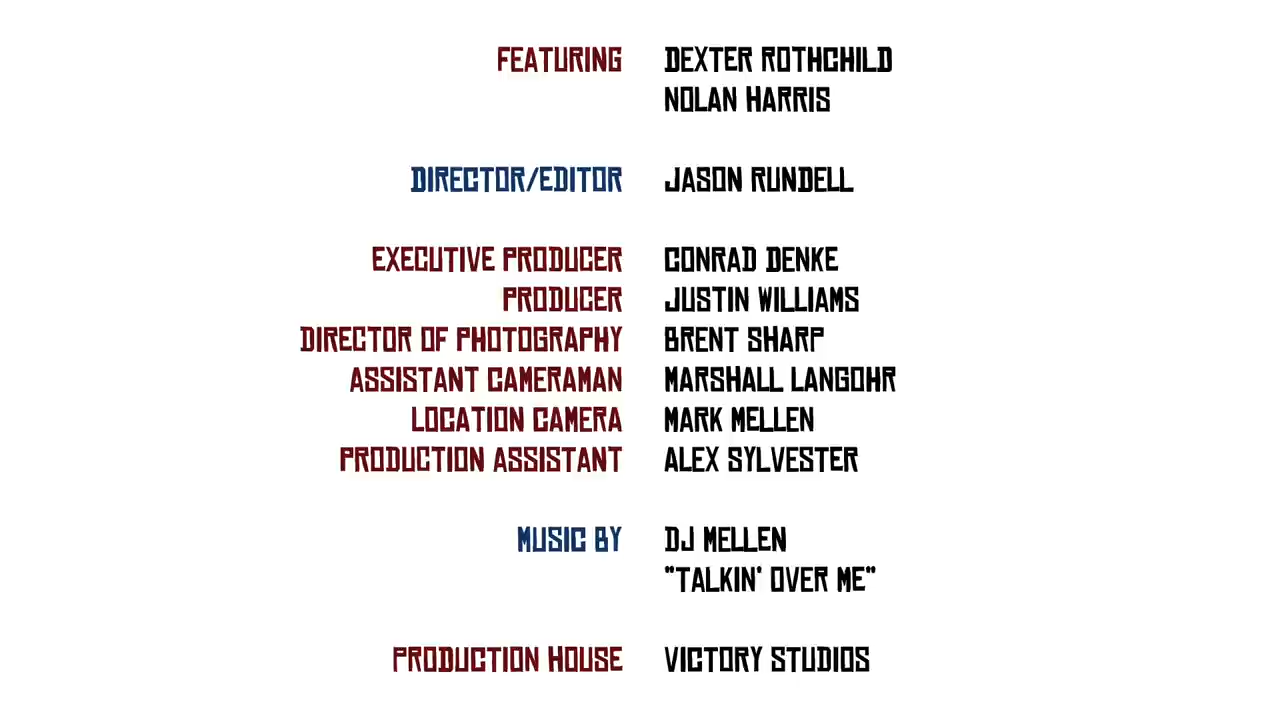 FEATURING DEXTER ROTHCHILD
NOLAN HARRIS
DIRECTOR/EDITOR JASON RUNDELL
EXECUTIVE PRODUCER CONRAD DENKE
PRODUCER JUSTIN WILLIAMS
DIRECTOR OF PHOTOGRAPHY BRENT SHARP
ASSISTANT CAMERAMAN MARSHALL LANGOHR
LOCATION CAMERA MARK MELLEN
PRODUCTION ASSISTANT ALEX SYLVESTER
MUSIC BY DJ MELLEN
"TALKIN' OVER ME"
PRODUCTION HOUSE VICTORY STUDIOS